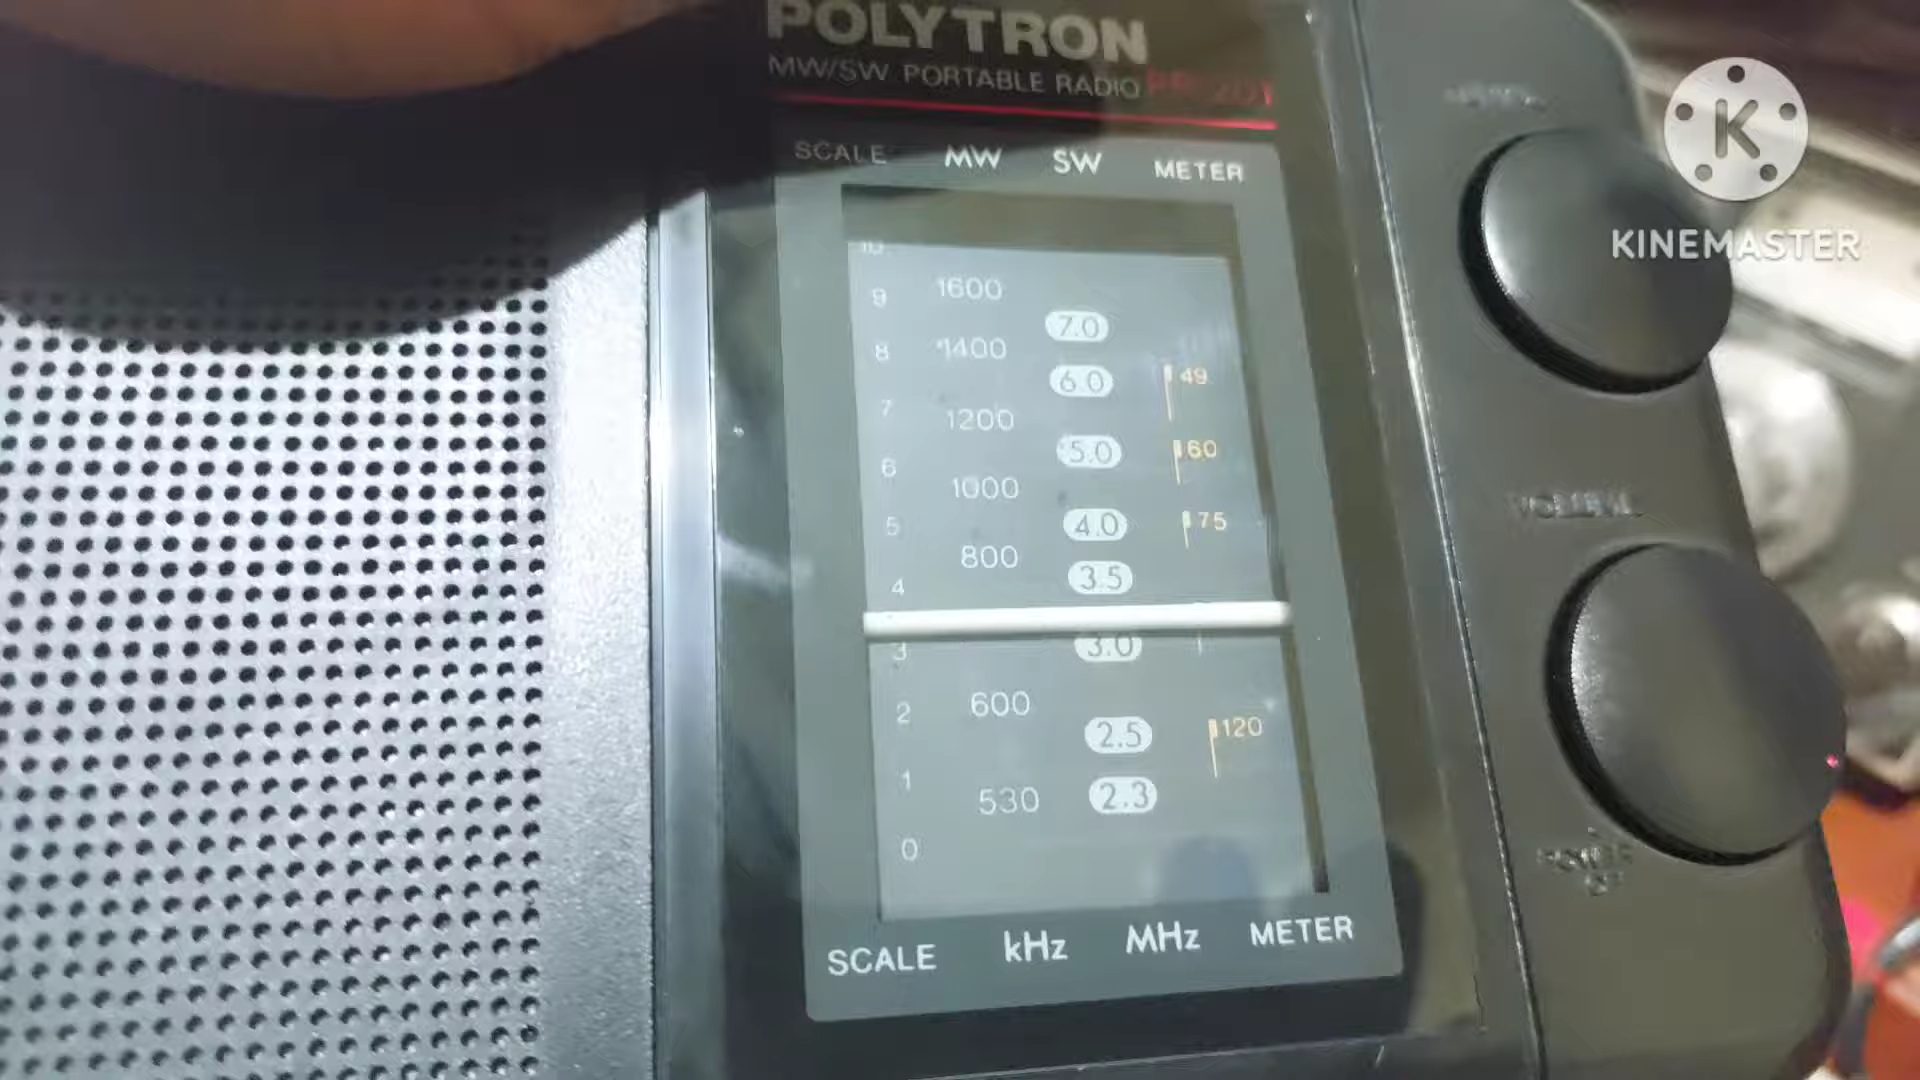 POLYTRON
MW/SW PORTABLE RADIO
SCALE MW SW METER
10
9 1600
7.0
8 1400
6.0 49
7 1200
5.0 60
6 1000
4.0 75
5 800
3.5
4
3 3.0
2 600
2.5 120
1 530 2.3
0
SCALE kHz MHz METER
VOLUME
K
KINEMASTER